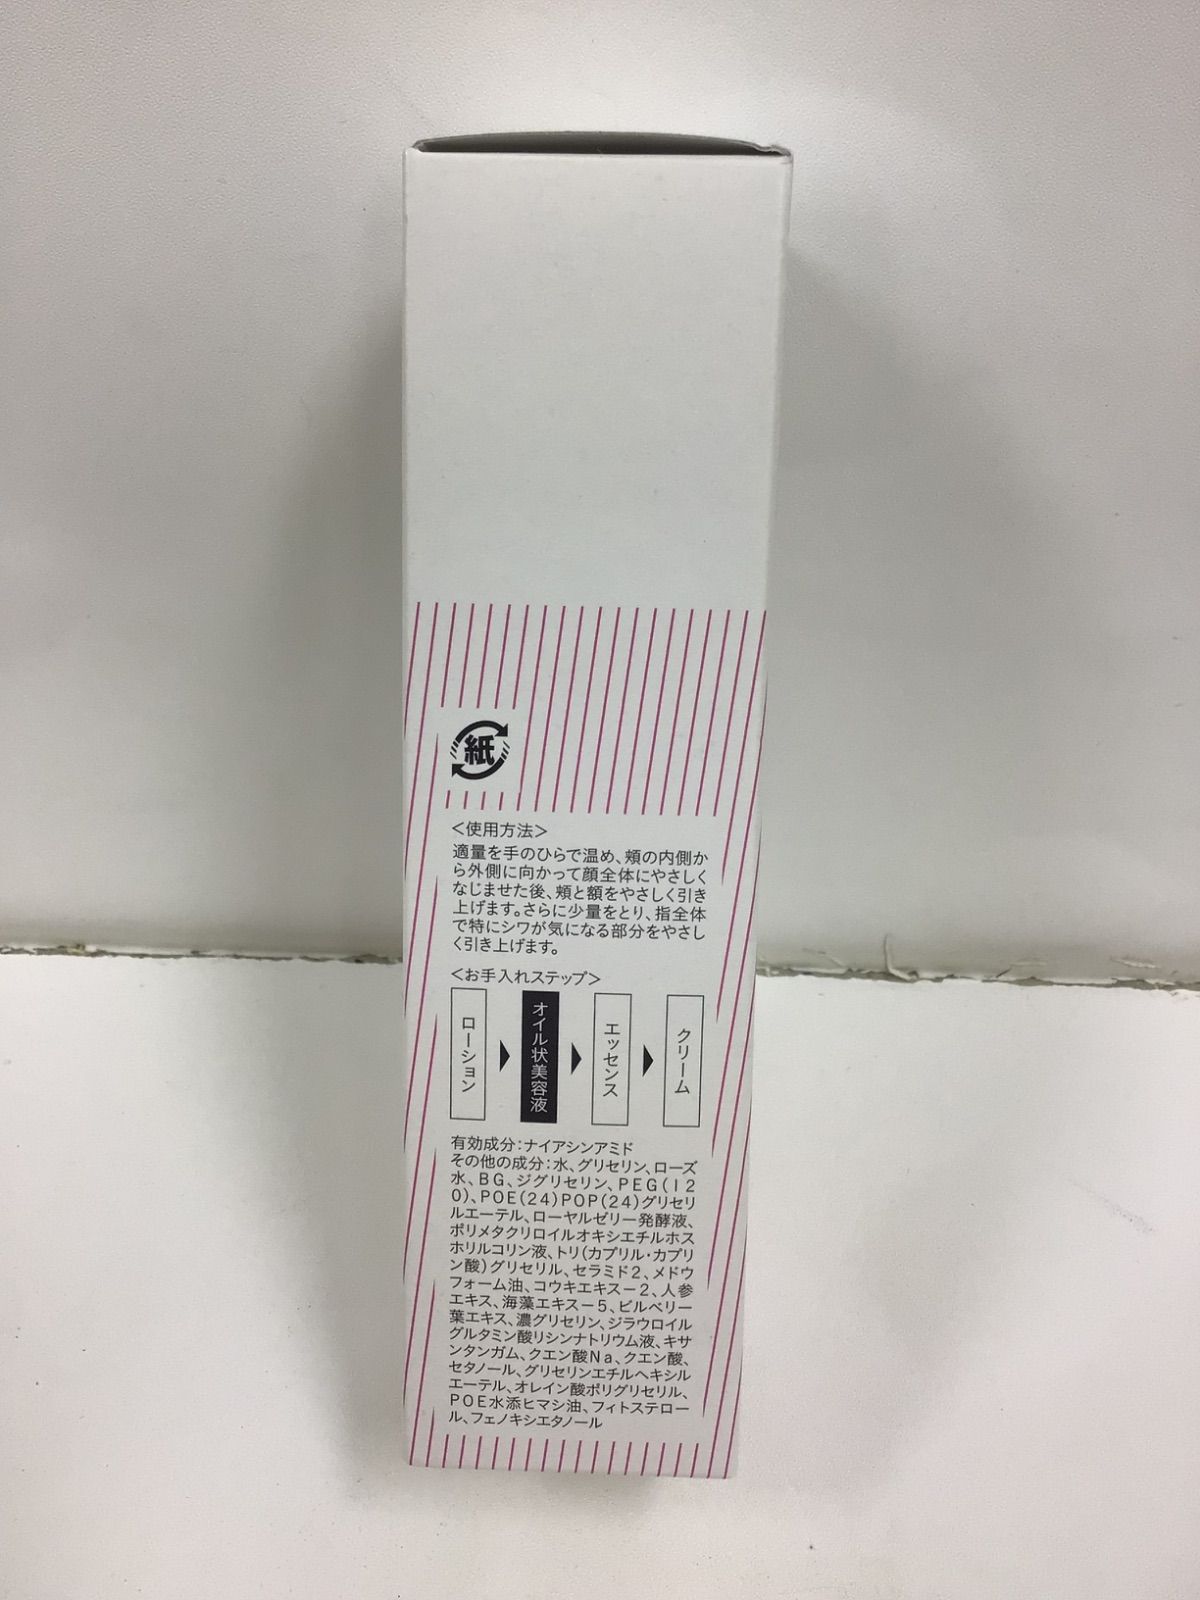 紙
＜使用方法＞
適量を手のひらで温め、頬の内側か
ら外側に向かって顔全体にやさしく
なじませた後、頬と額をやさしく引き
上げます。さらに少量をとり、指全体
で特にシワが気になる部分をやさし
く引き上げます。
＜お手入れステップ＞
ローション
オイル状美容液
エッセンス
クリーム
有効成分：ナイアシンアミド
その他の成分：水、グリセリン、ローズ
水、BG、ジグリセリン、PEG(12
0)、POE(24)POP(24)グリセリ
ルエーテル、ローヤルゼリー発酵液、
ポリメタクリロイルオキシエチルホス
ホリルコリン液、トリ(カプリル・カプリ
ン酸)グリセリル、セラミド2、メドウ
フォーム油、コウキエキス－2、人参
エキス、海藻エキス－5、ビルベリー
葉エキス、濃グリセリン、ジラウロイル
グルタミン酸リシンナトリウム液、キサ
ンタンガム、クエン酸Na、クエン酸、
セタノール、グリセリンエチルヘキシル
エーテル、オレイン酸ポリグリセリル、
POE水添ヒマシ油、フィトステロー
ル、フェノキシエタノール